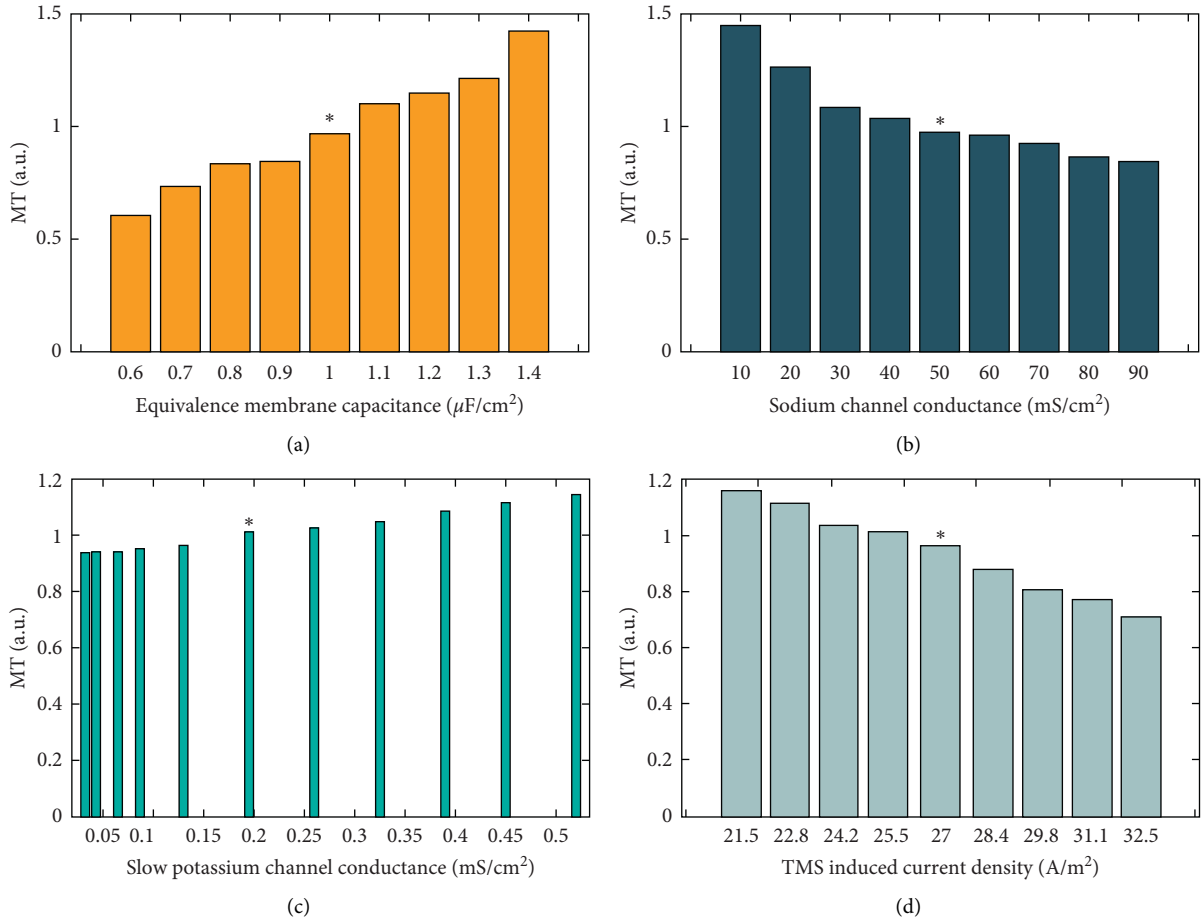 1.5
1
0.5
0
MT (a.u.)
*
0.6 0.7 0.8 0.9 1 1.1 1.2 1.3 1.4
Equivalence membrane capacitance (μF/cm²)
(a)
1.5
1
0.5
0
MT (a.u.)
*
10 20 30 40 50 60 70 80 90
Sodium channel conductance (mS/cm²)
(b)
1.2
1
0.8
0.6
0.4
0.2
0
MT (a.u.)
*
0.05 0.1 0.15 0.2 0.25 0.3 0.35 0.4 0.45 0.5
Slow potassium channel conductance (mS/cm²)
(c)
1.2
1
0.8
0.6
0.4
0.2
0
MT (a.u.)
*
21.5 22.8 24.2 25.5 27 28.4 29.8 31.1 32.5
TMS induced current density (A/m²)
(d)